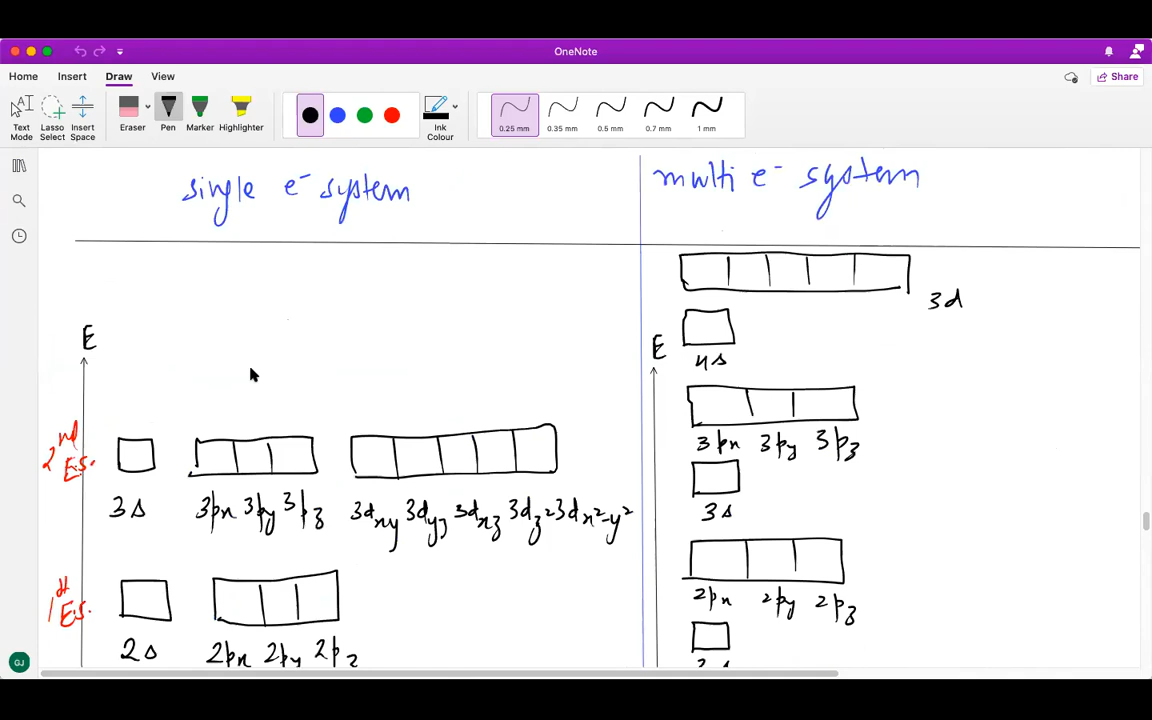 OneNote
Home Insert Draw View
Share
Text Mode
Lasso Select
Insert Space
Eraser
Pen
Marker
Highlighter
Ink Colour
0.25 mm
0.35 mm
0.5 mm
0.7 mm
1 mm
single e⁻ system
E
2nd E.S.
3s
3px 3py 3pz
3dxy 3dyz 3dxz 3dz² 3dx²-y²
1st E.S.
2s
2px 2py 2pz
multi e⁻ system
3d
E
4s
3px 3py 3pz
3s
2px 2py 2pz
GJ